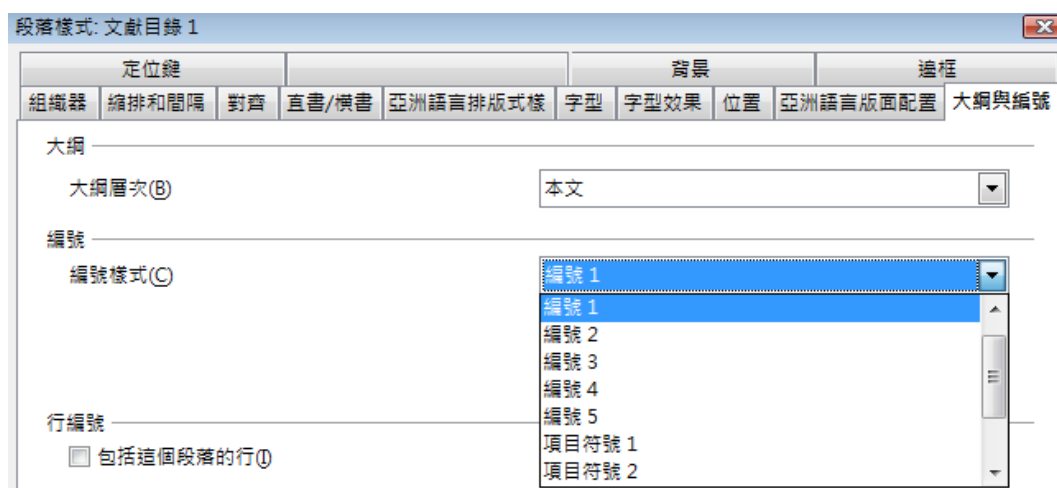 段落樣式: 文獻目錄 1
定位鍵 背景 邊框
組織器 縮排和間隔 對齊 直書/橫書 亞洲語言排版式樣 字型 字型效果 位置 亞洲語言版面配置 大綱與編號
大綱
大綱層次(B) 本文
編號
編號樣式(C) 編號 1
編號 1
編號 2
編號 3
編號 4
編號 5
項目符號 1
項目符號 2
行編號
包括這個段落的行(I)